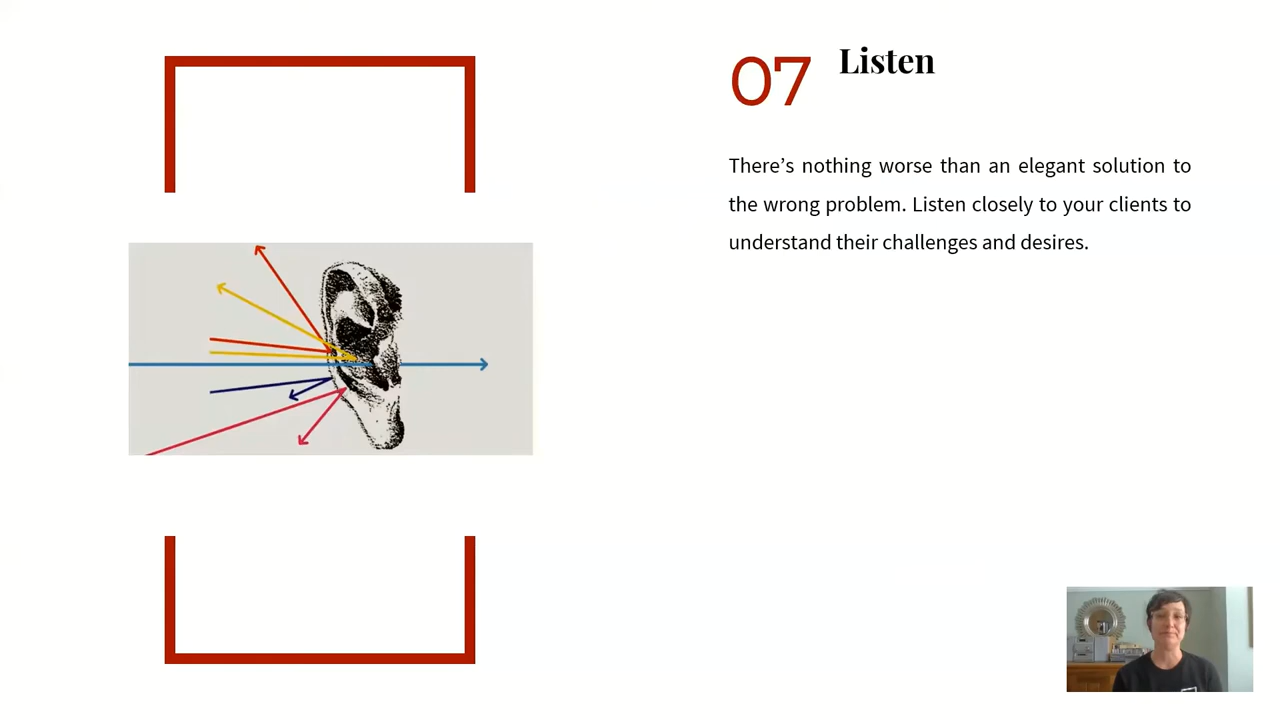 07 Listen
There’s nothing worse than an elegant solution to
the wrong problem. Listen closely to your clients to
understand their challenges and desires.